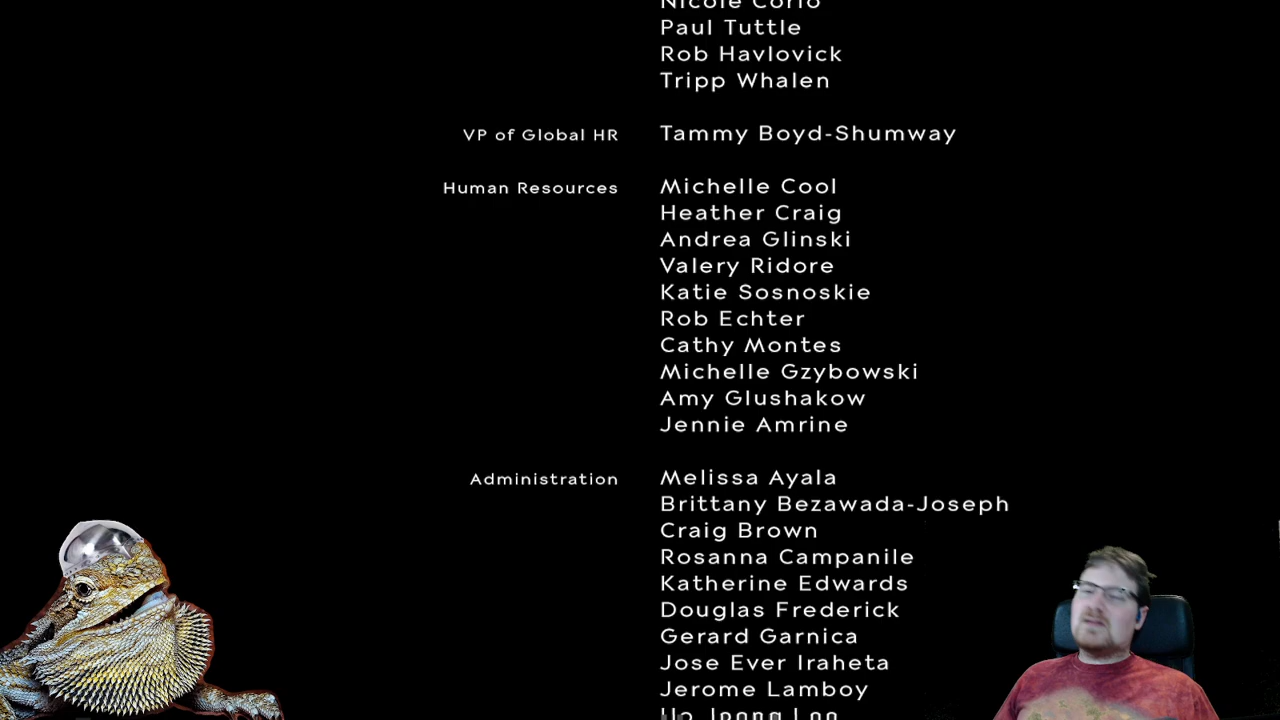 Nicole Corio
Paul Tuttle
Rob Havlovick
Tripp Whalen
VP of Global HR Tammy Boyd-Shumway
Human Resources Michelle Cool
Heather Craig
Andrea Glinski
Valery Ridore
Katie Sosnoskie
Rob Echter
Cathy Montes
Michelle Gzybowski
Amy Glushakow
Jennie Amrine
Administration Melissa Ayala
Brittany Bezawada-Joseph
Craig Brown
Rosanna Campanile
Katherine Edwards
Douglas Frederick
Gerard Garnica
Jose Ever Iraheta
Jerome Lamboy